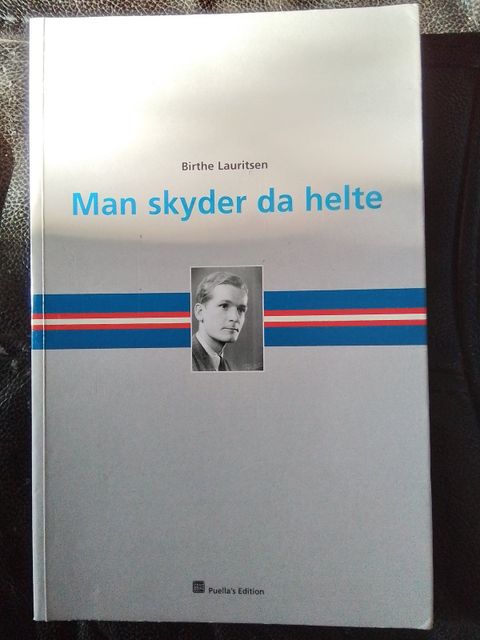 Birthe Lauritsen
Man skyder da helte
Puella's Edition